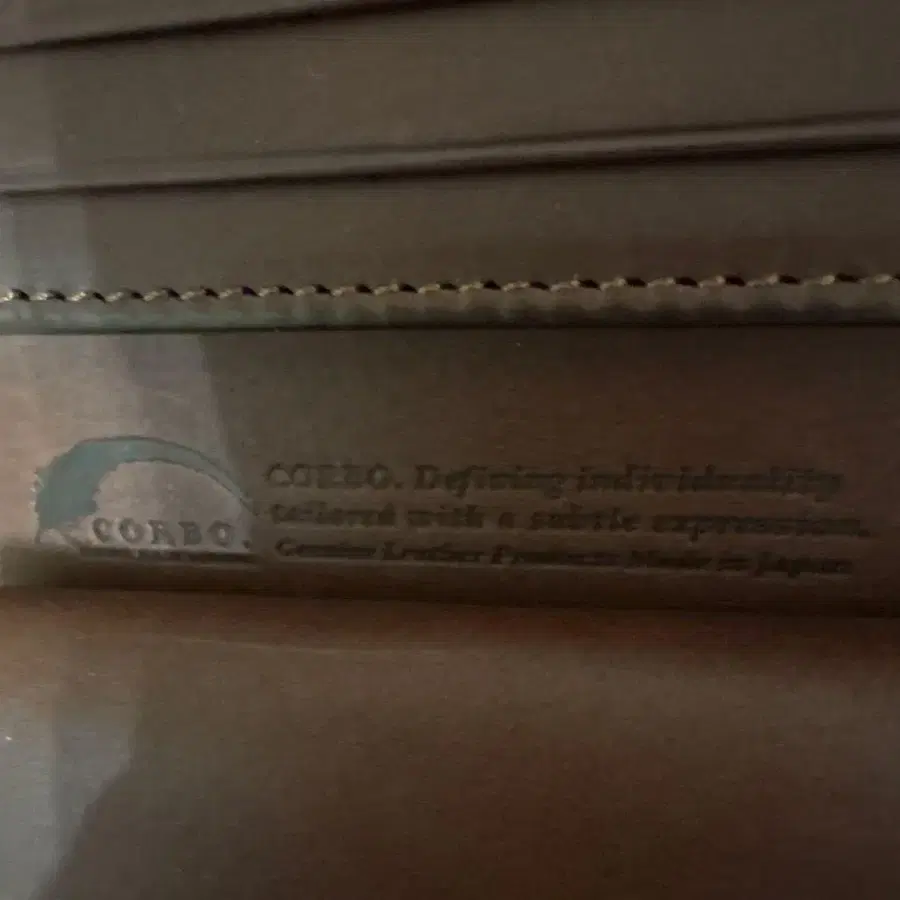 CORBO.
CORBO. Defining individuality
tailored with a subtle expression.
Genuine Leather Products Made in Japan